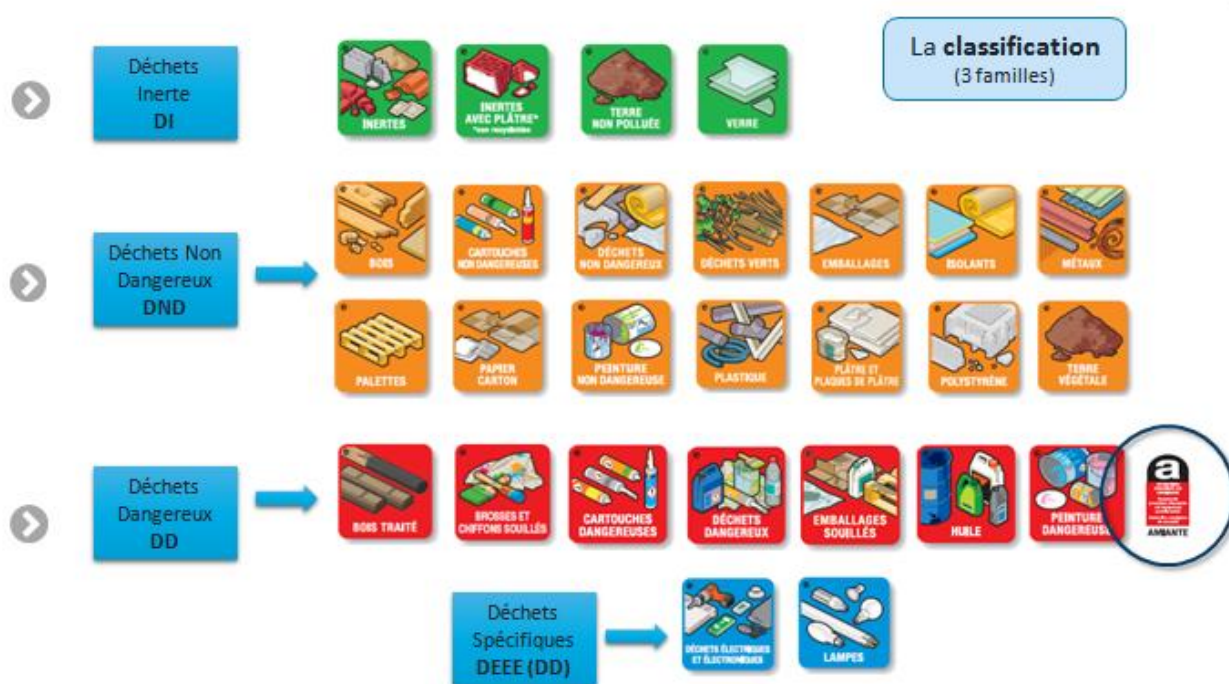 La classification
(3 familles)
Déchets
Inerte
DI
INERTES
INERTES
AVEC PLÂTRE*
*non recyclables
TERRE
NON POLLUÉE
VERRE
Déchets Non
Dangereux
DND
BOIS
CARTOUCHES
NON DANGEREUSES
DÉCHETS
NON DANGEREUX
DÉCHETS VERTS
EMBALLAGES
ISOLANTS
MÉTAUX
PALETTES
PAPIER
CARTON
PEINTURE
NON DANGEREUSE
PLASTIQUE
PLÂTRE ET
PLAQUES DE PLÂTRE
POLYSTYRÈNE
TERRE
VÉGÉTALE
Déchets
Dangereux
DD
BOIS TRAITÉ
BROSSES ET
CHIFFONS SOUILLÉS
CARTOUCHES
DANGEREUSES
DÉCHETS
DANGEREUX
EMBALLAGES
SOUILLÉS
HUILE
PEINTURE
DANGEREUSE
a
AMIANTE
Déchets
Spécifiques
DEEE (DD)
DÉCHETS ÉLECTRIQUES
ET ÉLECTRONIQUES
LAMPES